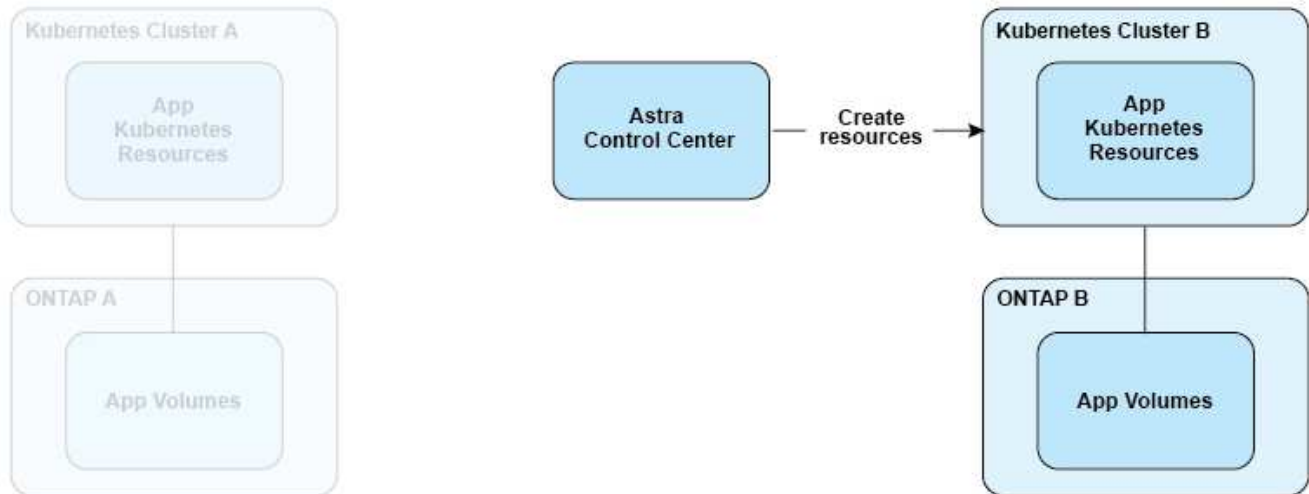 Kubernetes Cluster A
App
Kubernetes
Resources
ONTAP A
App Volumes
Astra
Control Center
Create
resources
Kubernetes Cluster B
App
Kubernetes
Resources
ONTAP B
App Volumes